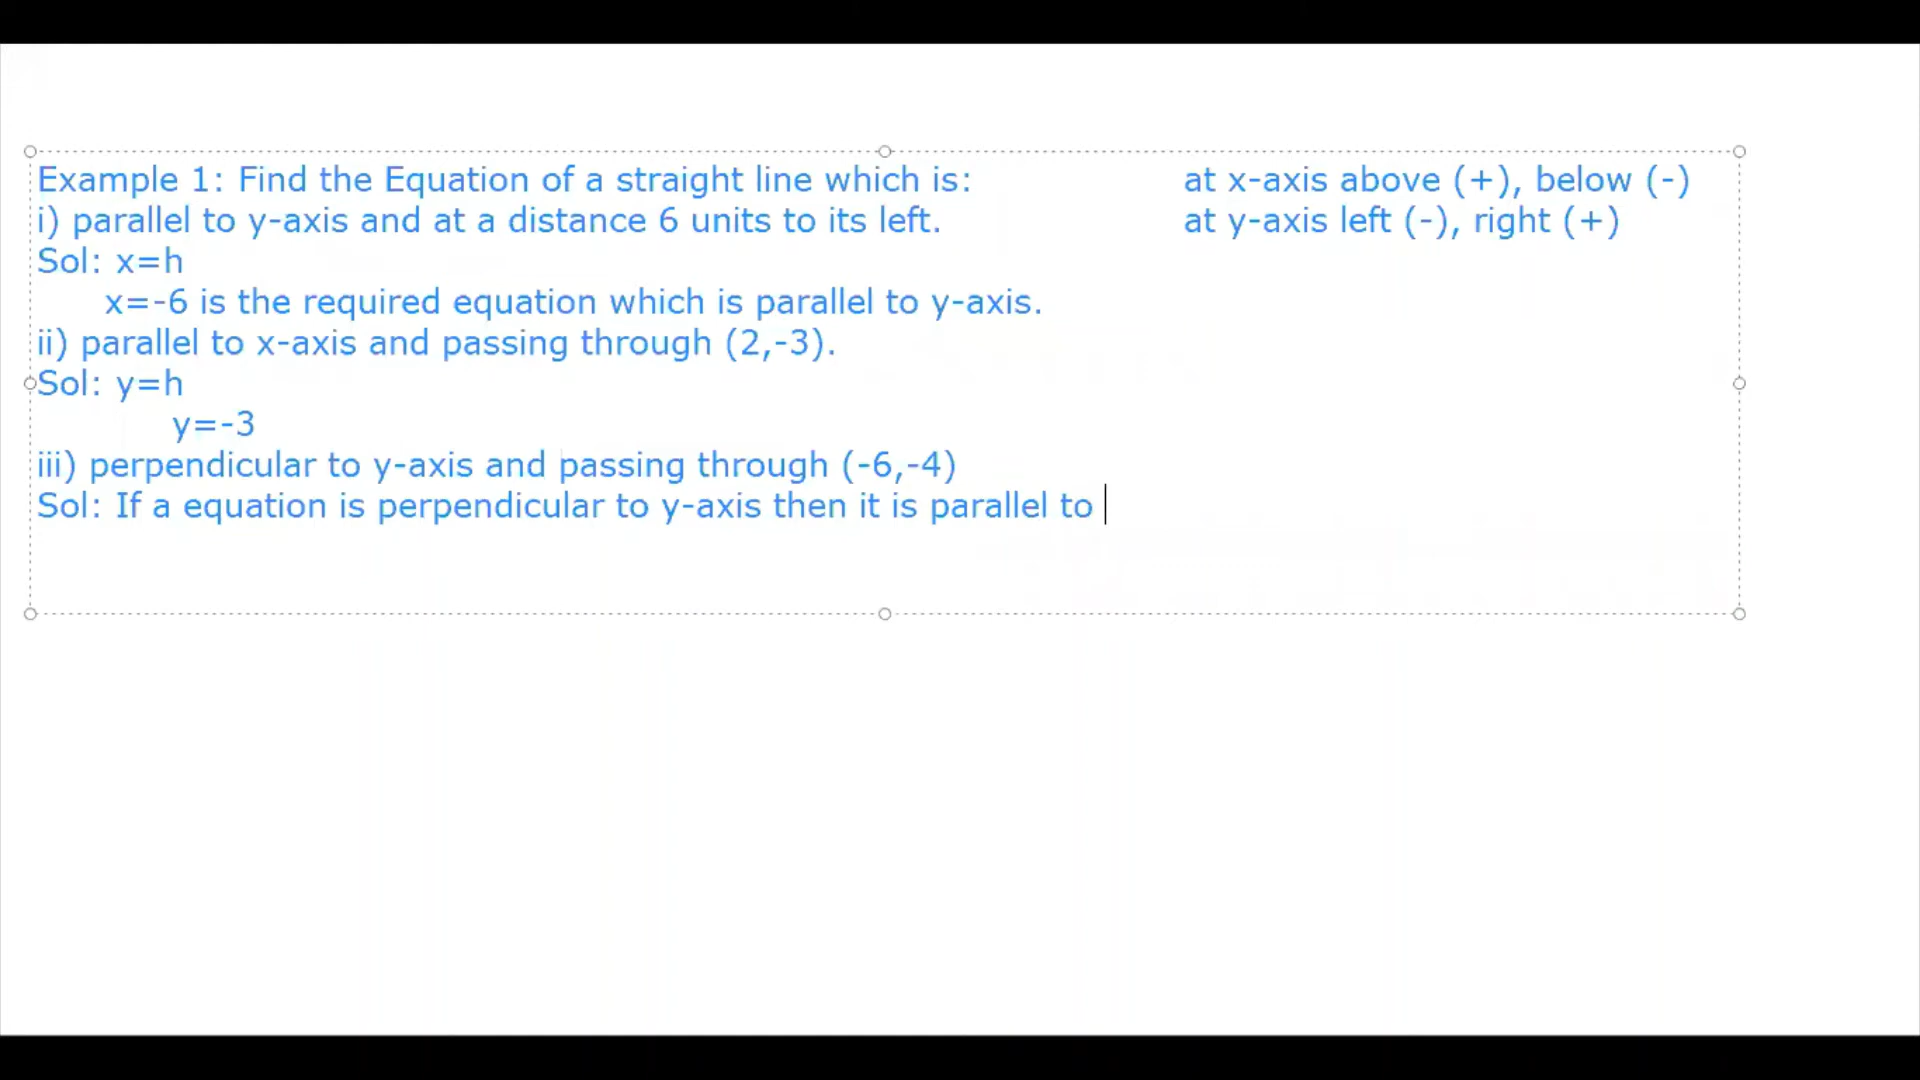 Example 1: Find the Equation of a straight line which is: at x-axis above (+), below (-)
i) parallel to y-axis and at a distance 6 units to its left. at y-axis left (-), right (+)
Sol: x=h
x=-6 is the required equation which is parallel to y-axis.
ii) parallel to x-axis and passing through (2,-3).
Sol: y=h
y=-3
iii) perpendicular to y-axis and passing through (-6,-4)
Sol: If a equation is perpendicular to y-axis then it is parallel to